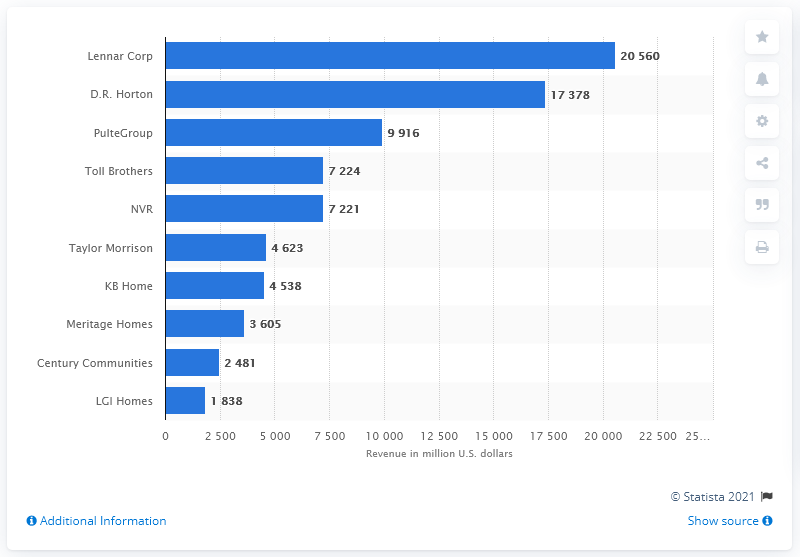 Lennar Corp 20 560
D.R. Horton 17 378
PulteGroup 9 916
Toll Brothers 7 224
NVR 7 221
Taylor Morrison 4 623
KB Home 4 538
Meritage Homes 3 605
Century Communities 2 481
LGI Homes 1 838
0 2 500 5 000 7 500 10 000 12 500 15 000 17 500 20 000 22 500 25...
Revenue in million U.S. dollars
© Statista 2021
Additional Information Show source